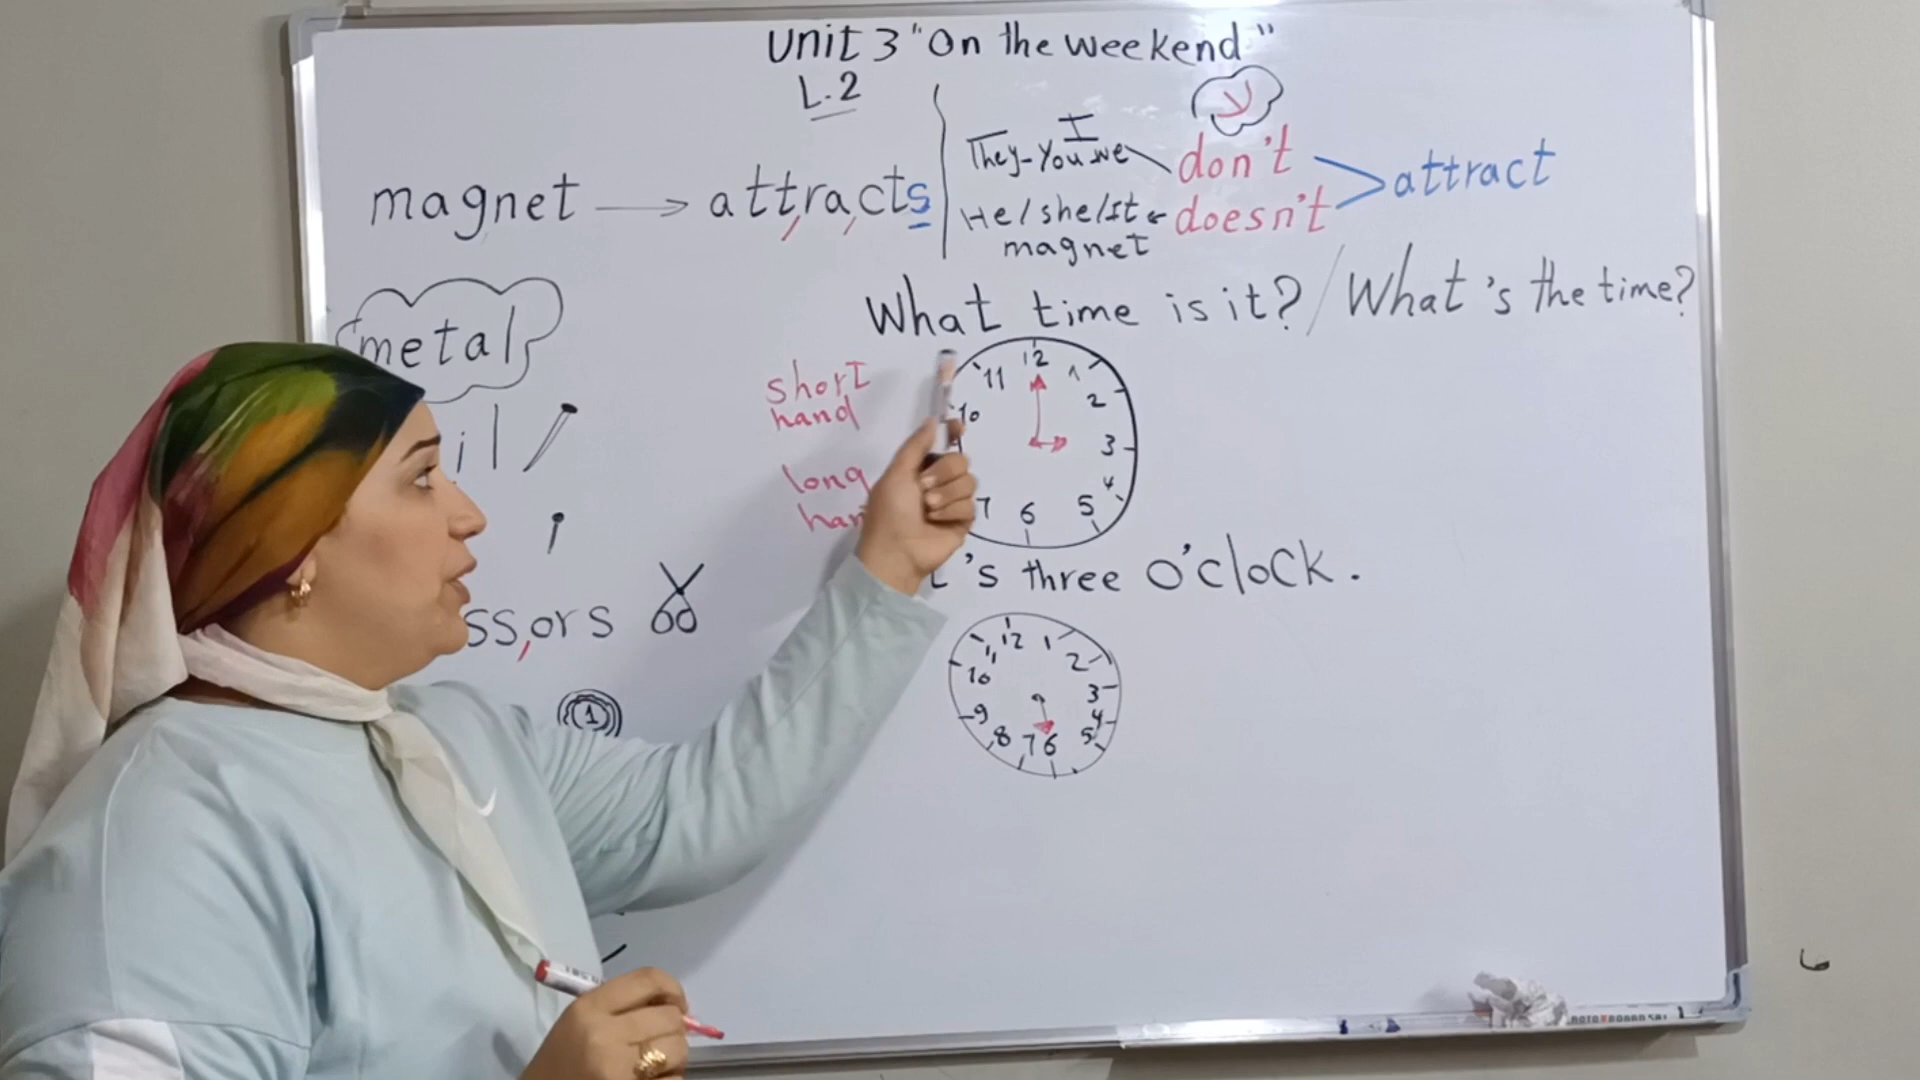 Unit 3 "On the weekend"
L.2
magnet → attracts
I
They-You-we
don't
He/she/It
doesn't
magnet
لا
attract
metal
What time is it? / What's the time?
short
hand
long
12
1
2
3
4
5
6
7
10
11
's three o'clock.
12
1
2
3
4
5
6
7
8
9
10
11
1